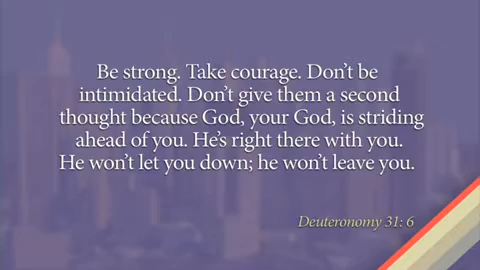 Be strong. Take courage. Don’t be
intimidated. Don’t give them a second
thought because God, your God, is striding
ahead of you. He’s right there with you.
He won’t let you down; he won’t leave you.
Deuteronomy 31: 6